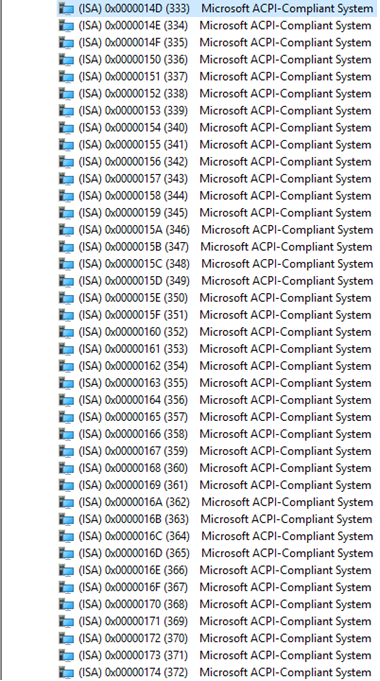 (ISA) 0x0000014D (333) Microsoft ACPI-Compliant System
(ISA) 0x0000014E (334) Microsoft ACPI-Compliant System
(ISA) 0x0000014F (335) Microsoft ACPI-Compliant System
(ISA) 0x00000150 (336) Microsoft ACPI-Compliant System
(ISA) 0x00000151 (337) Microsoft ACPI-Compliant System
(ISA) 0x00000152 (338) Microsoft ACPI-Compliant System
(ISA) 0x00000153 (339) Microsoft ACPI-Compliant System
(ISA) 0x00000154 (340) Microsoft ACPI-Compliant System
(ISA) 0x00000155 (341) Microsoft ACPI-Compliant System
(ISA) 0x00000156 (342) Microsoft ACPI-Compliant System
(ISA) 0x00000157 (343) Microsoft ACPI-Compliant System
(ISA) 0x00000158 (344) Microsoft ACPI-Compliant System
(ISA) 0x00000159 (345) Microsoft ACPI-Compliant System
(ISA) 0x0000015A (346) Microsoft ACPI-Compliant System
(ISA) 0x0000015B (347) Microsoft ACPI-Compliant System
(ISA) 0x0000015C (348) Microsoft ACPI-Compliant System
(ISA) 0x0000015D (349) Microsoft ACPI-Compliant System
(ISA) 0x0000015E (350) Microsoft ACPI-Compliant System
(ISA) 0x0000015F (351) Microsoft ACPI-Compliant System
(ISA) 0x00000160 (352) Microsoft ACPI-Compliant System
(ISA) 0x00000161 (353) Microsoft ACPI-Compliant System
(ISA) 0x00000162 (354) Microsoft ACPI-Compliant System
(ISA) 0x00000163 (355) Microsoft ACPI-Compliant System
(ISA) 0x00000164 (356) Microsoft ACPI-Compliant System
(ISA) 0x00000165 (357) Microsoft ACPI-Compliant System
(ISA) 0x00000166 (358) Microsoft ACPI-Compliant System
(ISA) 0x00000167 (359) Microsoft ACPI-Compliant System
(ISA) 0x00000168 (360) Microsoft ACPI-Compliant System
(ISA) 0x00000169 (361) Microsoft ACPI-Compliant System
(ISA) 0x0000016A (362) Microsoft ACPI-Compliant System
(ISA) 0x0000016B (363) Microsoft ACPI-Compliant System
(ISA) 0x0000016C (364) Microsoft ACPI-Compliant System
(ISA) 0x0000016D (365) Microsoft ACPI-Compliant System
(ISA) 0x0000016E (366) Microsoft ACPI-Compliant System
(ISA) 0x0000016F (367) Microsoft ACPI-Compliant System
(ISA) 0x00000170 (368) Microsoft ACPI-Compliant System
(ISA) 0x00000171 (369) Microsoft ACPI-Compliant System
(ISA) 0x00000172 (370) Microsoft ACPI-Compliant System
(ISA) 0x00000173 (371) Microsoft ACPI-Compliant System
(ISA) 0x00000174 (372) Microsoft ACPI-Compliant System